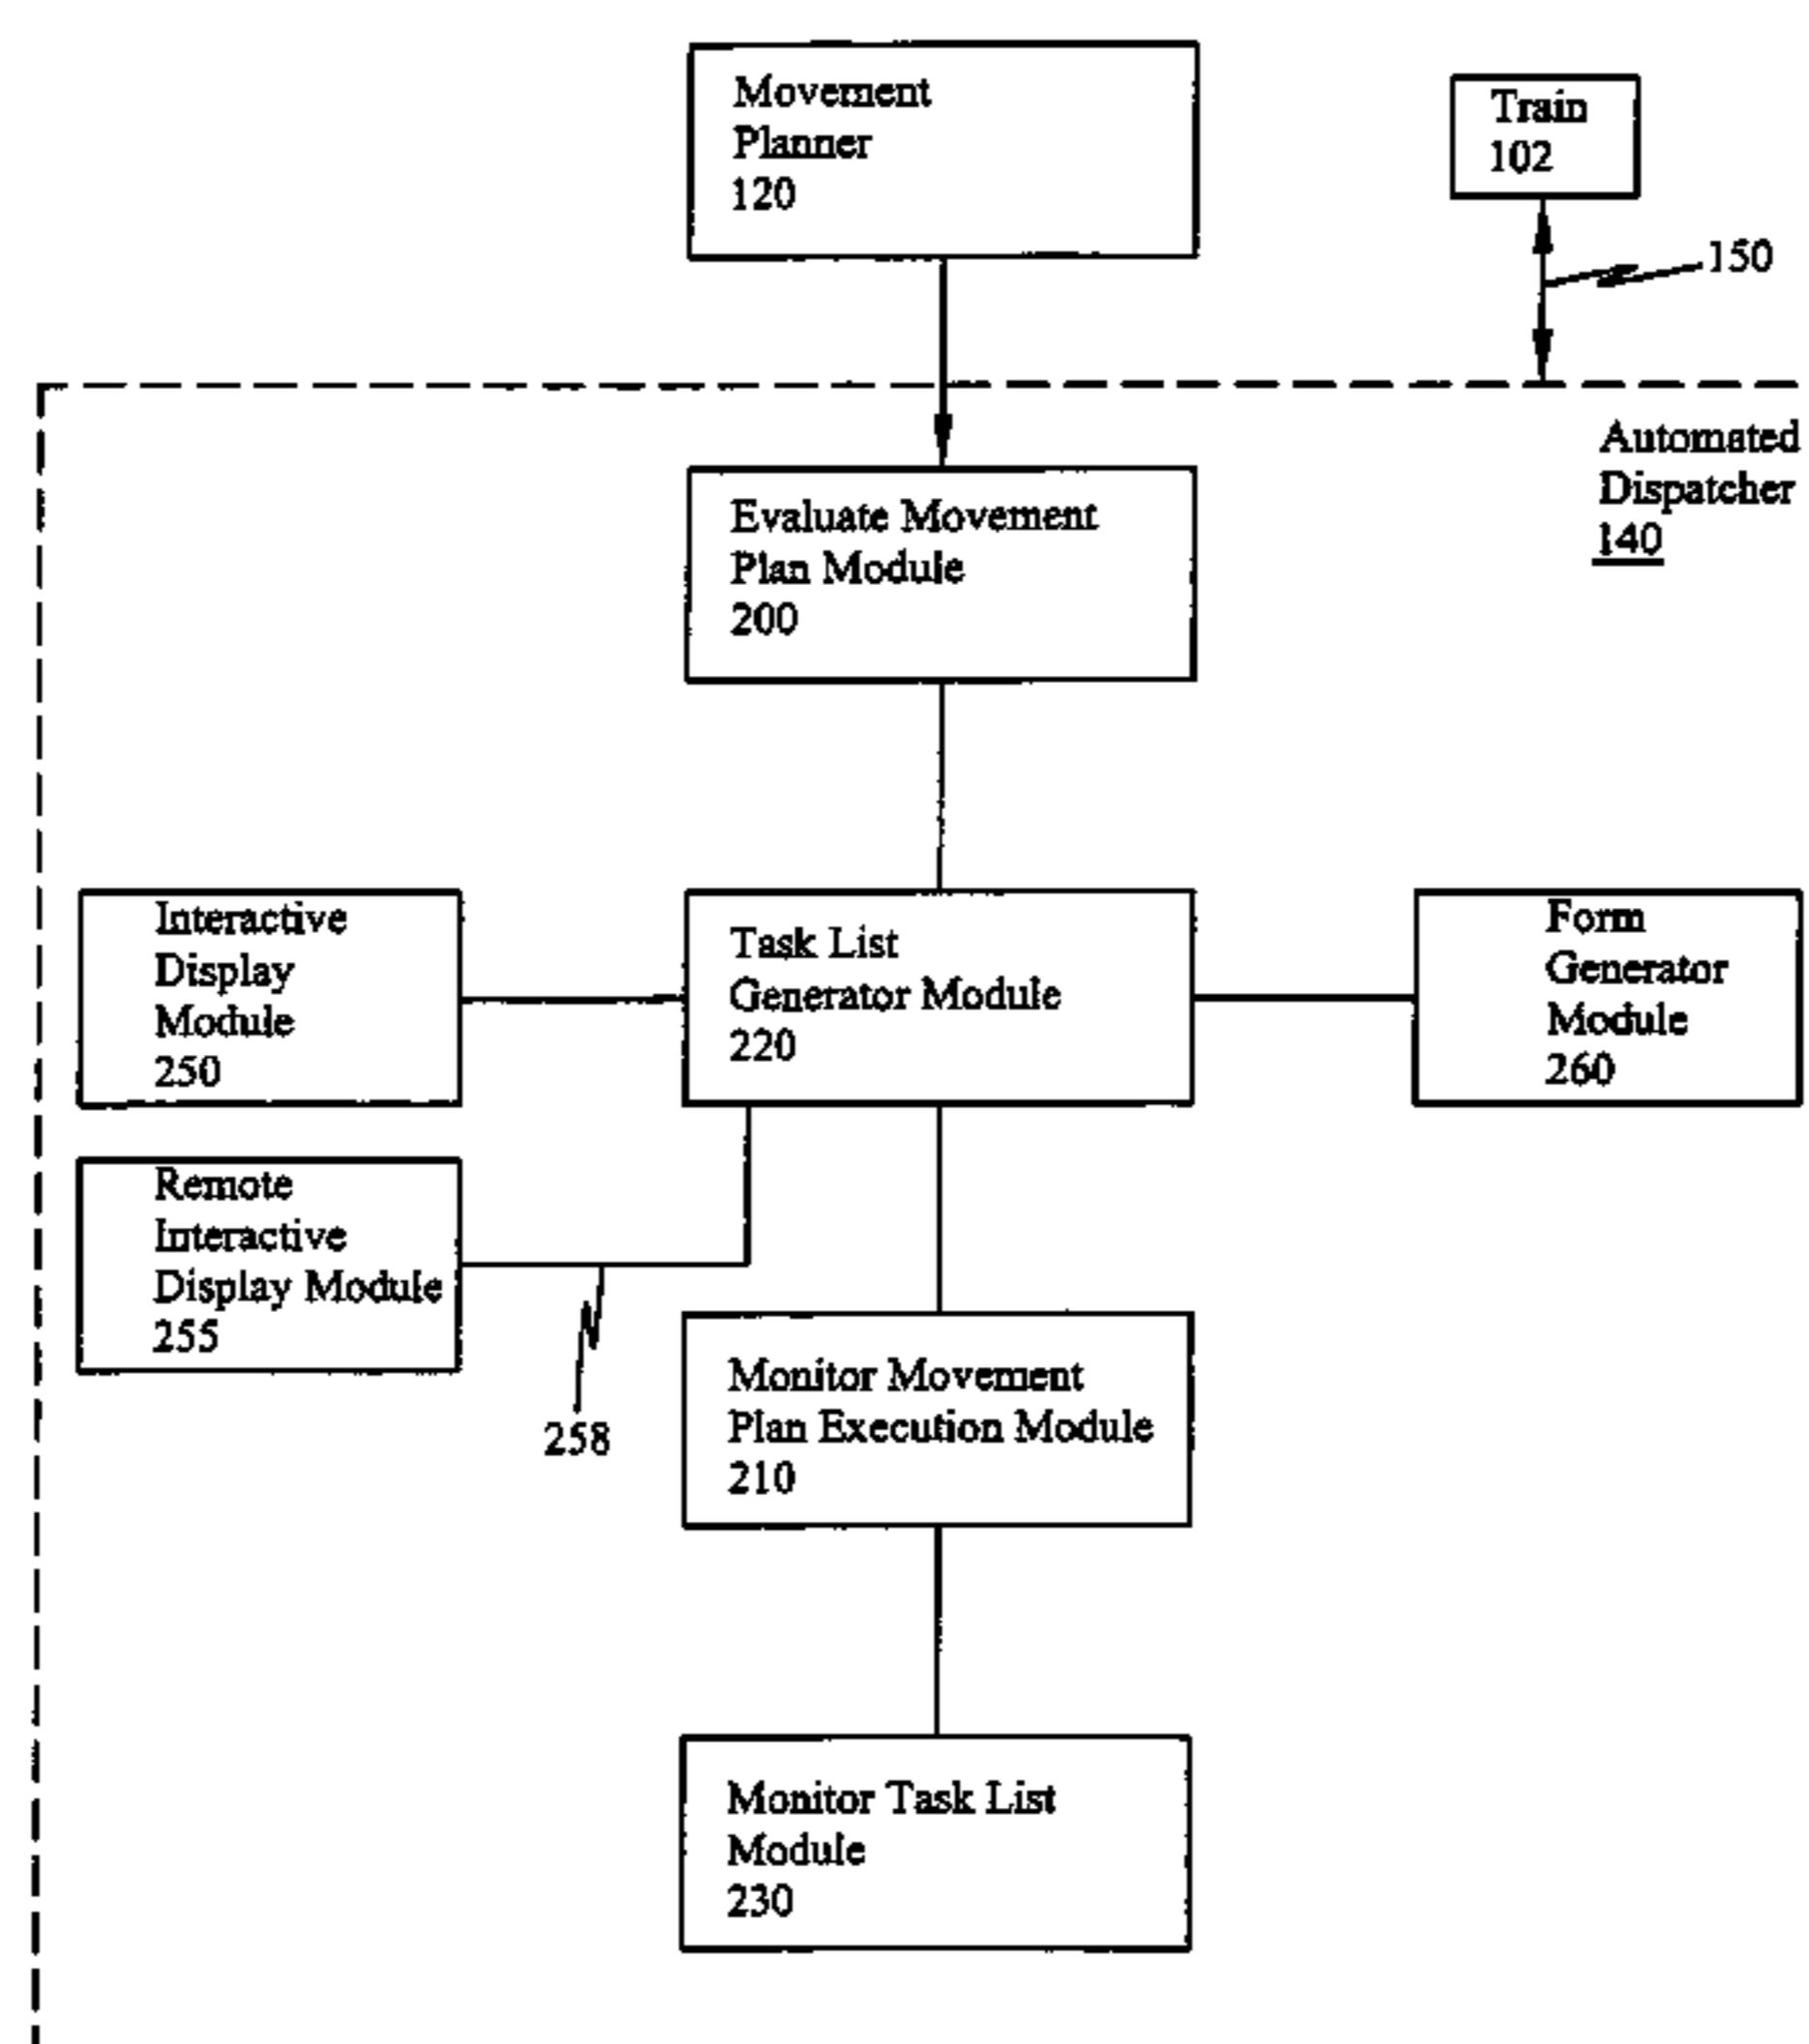 Movement
Planner
120
Train
102
150
Automated
Dispatcher
140
Evaluate Movement
Plan Module
200
Interactive
Display
Module
250
Task List
Generator Module
220
Form
Generator
Module
260
Remote
Interactive
Display Module
255
258
Monitor Movement
Plan Execution Module
210
Monitor Task List
Module
230